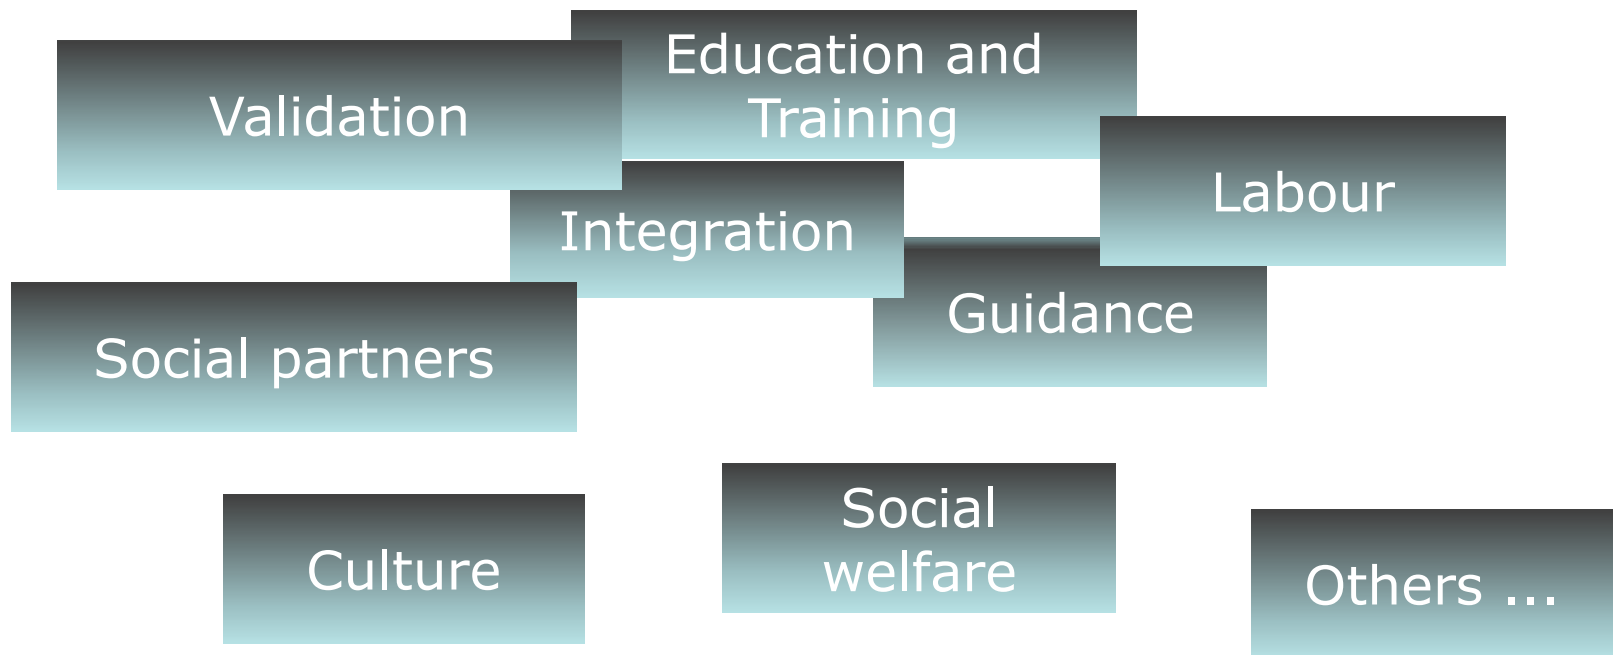 Education and
Training
Validation
Labour
Integration
Guidance
Social partners
Social
welfare
Culture
Others ...